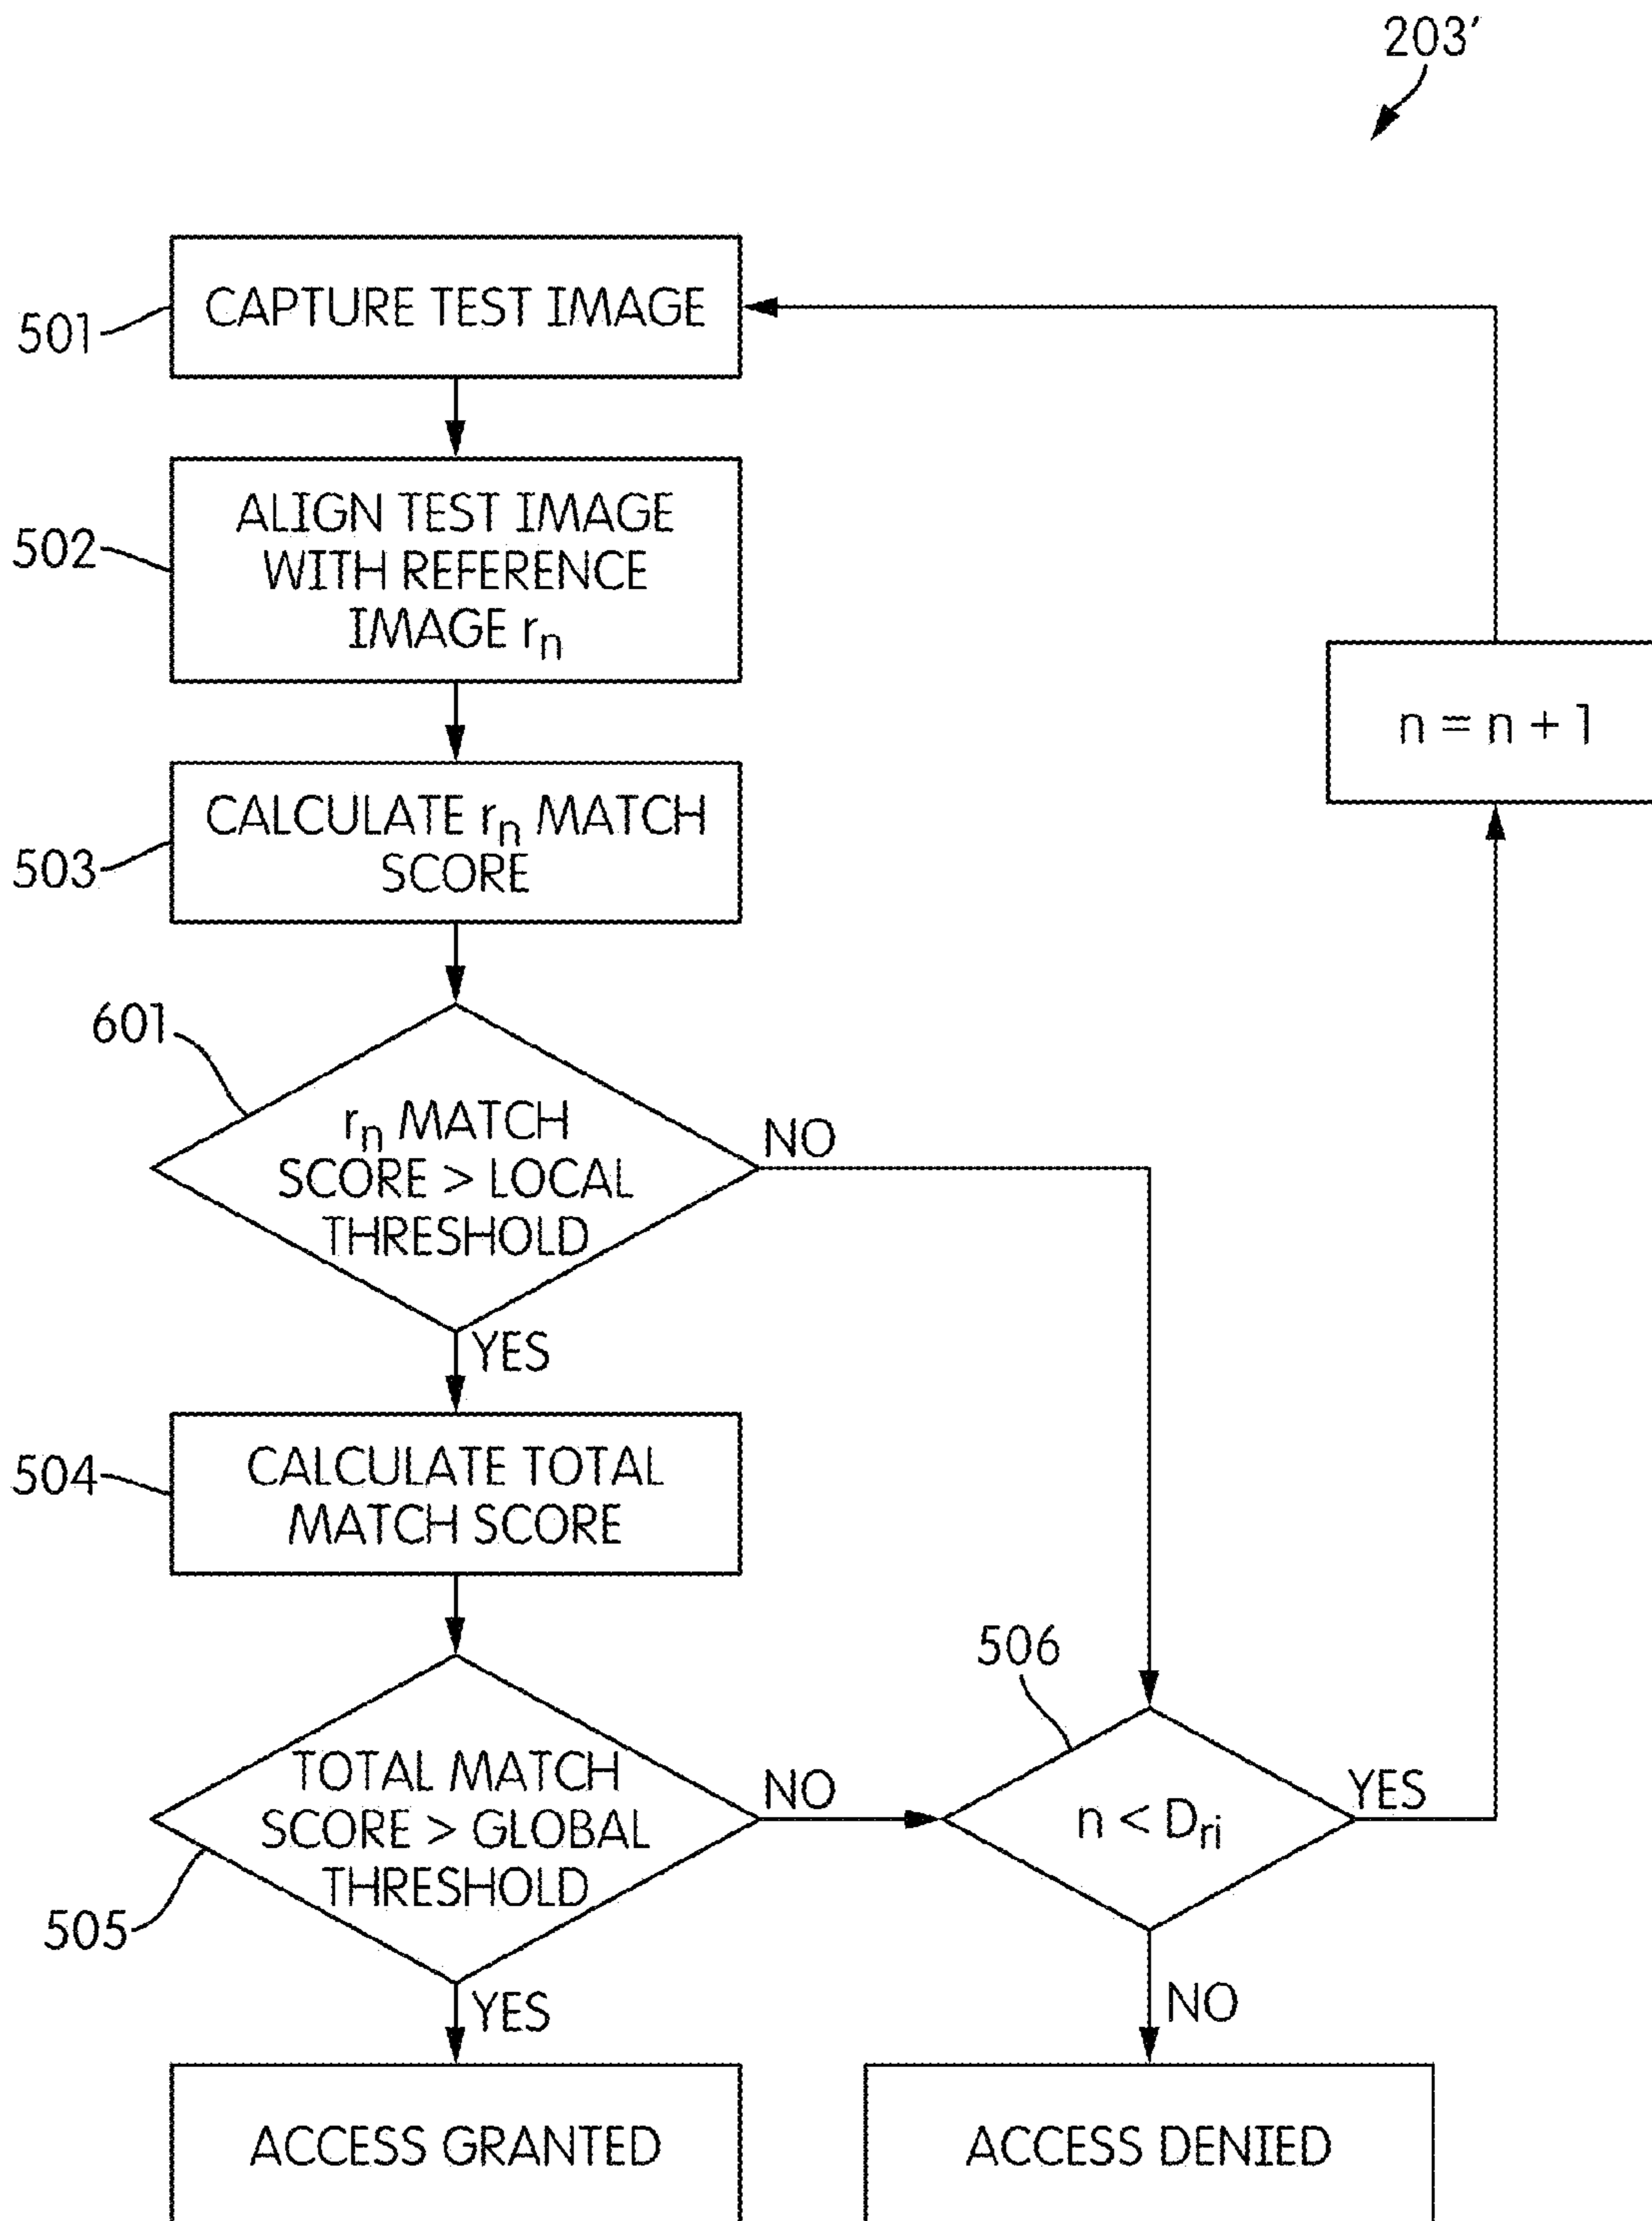 203'
501
CAPTURE TEST IMAGE
502
ALIGN TEST IMAGE
WITH REFERENCE
IMAGE rn
n = n + 1
503
CALCULATE rn MATCH
SCORE
601
rn MATCH
SCORE > LOCAL
THRESHOLD
NO
YES
504
CALCULATE TOTAL
MATCH SCORE
506
505
TOTAL MATCH
SCORE > GLOBAL
THRESHOLD
NO
n < Dri
YES
YES
NO
ACCESS GRANTED
ACCESS DENIED